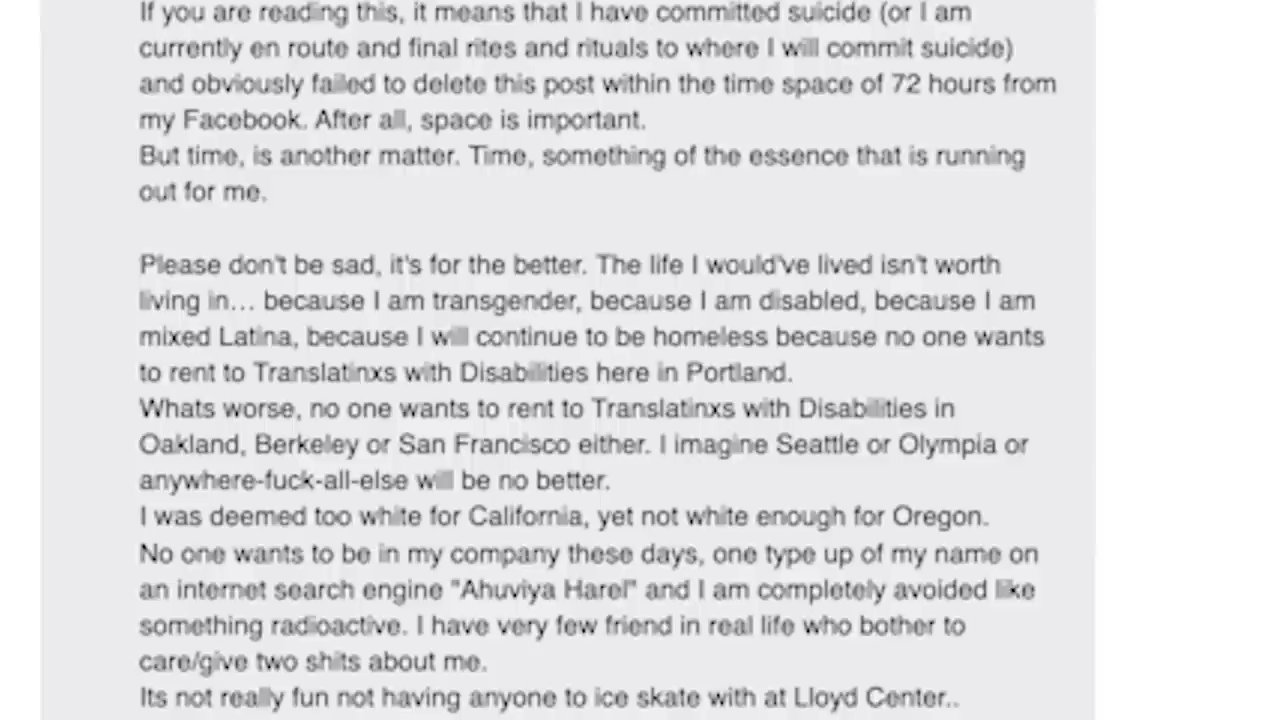 If you are reading this, it means that I have committed suicide (or I am
currently en route and final rites and rituals to where I will commit suicide)
and obviously failed to delete this post within the time space of 72 hours from
my Facebook. After all, space is important.
But time, is another matter. Time, something of the essence that is running
out for me.
Please don't be sad, it's for the better. The life I would've lived isn't worth
living in... because I am transgender, because I am disabled, because I am
mixed Latina, because I will continue to be homeless because no one wants
to rent to Translatinxs with Disabilities here in Portland.
Whats worse, no one wants to rent to Translatinxs with Disabilities in
Oakland, Berkeley or San Francisco either. I imagine Seattle or Olympia or
anywhere-fuck-all-else will be no better.
I was deemed too white for California, yet not white enough for Oregon.
No one wants to be in my company these days, one type up of my name on
an internet search engine "Ahuviya Harel" and I am completely avoided like
something radioactive. I have very few friend in real life who bother to
care/give two shits about me.
Its not really fun not having anyone to ice skate with at Lloyd Center..